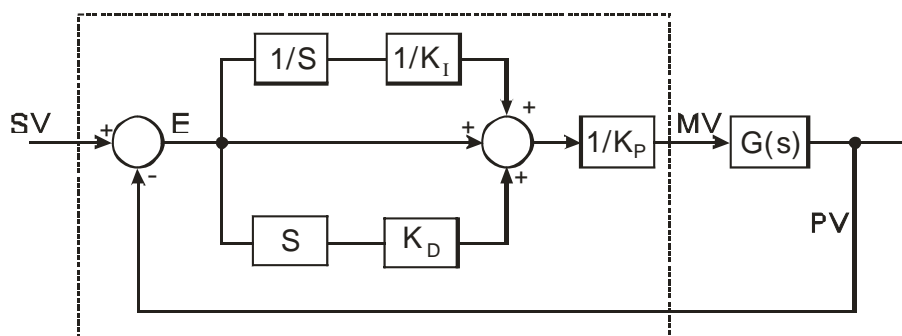 1/S
1/K_I
+
SV
+
E
+
1/K_P
MV
G(s)
-
+
PV
S
K_D